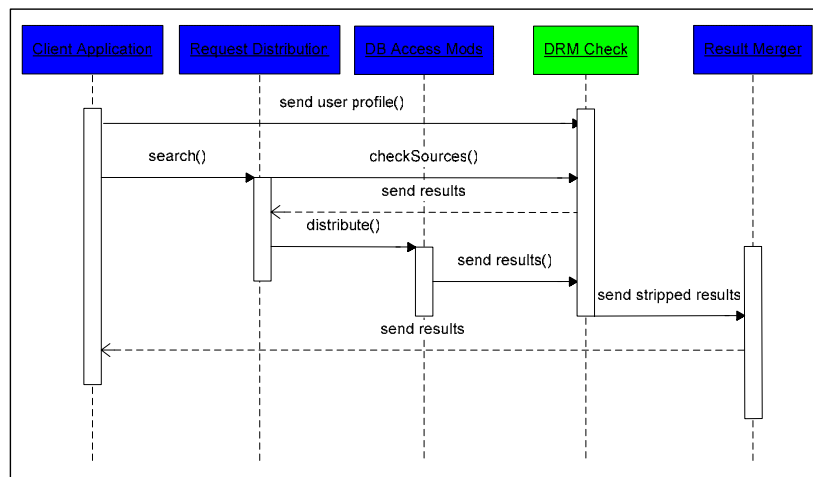 Client Application
Request Distribution
DB Access Mods
DRM Check
Result Merger
send user profile()
search()
checkSources()
send results
distribute()
send results()
send stripped results
send results